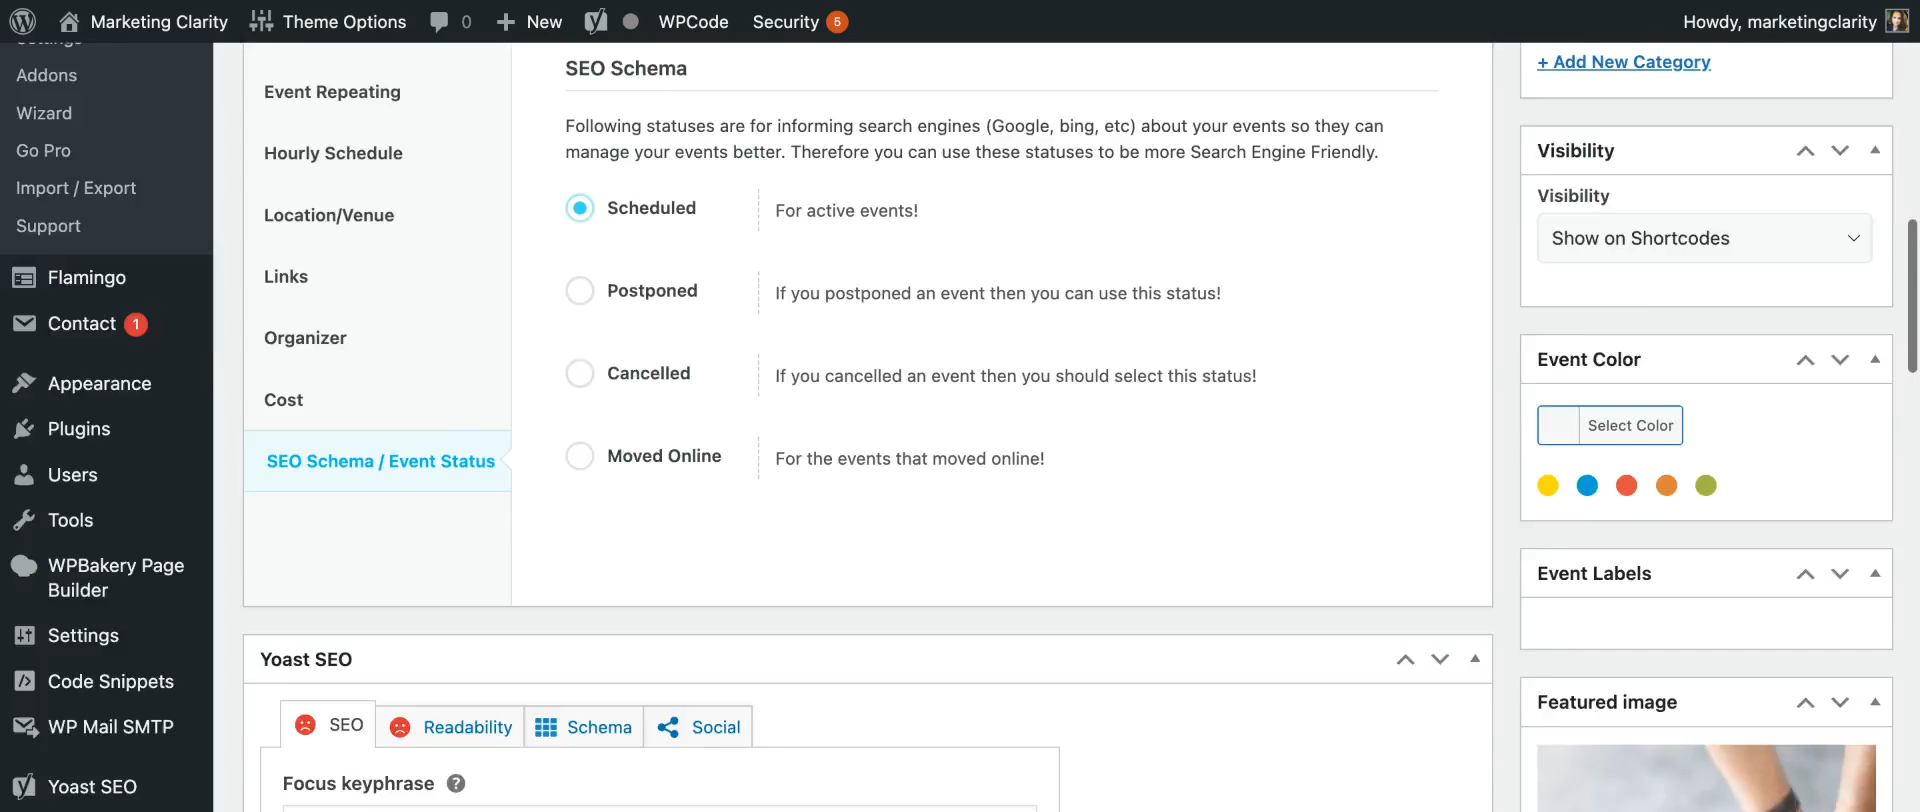 Marketing Clarity
Theme Options
0
New
WPCode
Security 5
Howdy, marketingclarity
Settings
Addons
Wizard
Go Pro
Import / Export
Support
Flamingo
Contact 1
Appearance
Plugins
Users
Tools
WPBakery Page
Builder
Settings
Code Snippets
WP Mail SMTP
Yoast SEO
Event Repeating
Hourly Schedule
Location/Venue
Links
Organizer
Cost
SEO Schema / Event Status
SEO Schema
Following statuses are for informing search engines (Google, bing, etc) about your events so they can
manage your events better. Therefore you can use these statuses to be more Search Engine Friendly.
Scheduled
For active events!
Postponed
If you postponed an event then you can use this status!
Cancelled
If you cancelled an event then you should select this status!
Moved Online
For the events that moved online!
Yoast SEO
SEO
Readability
Schema
Social
Focus keyphrase ?
+ Add New Category
Visibility
Visibility
Show on Shortcodes
Event Color
Select Color
Event Labels
Featured image